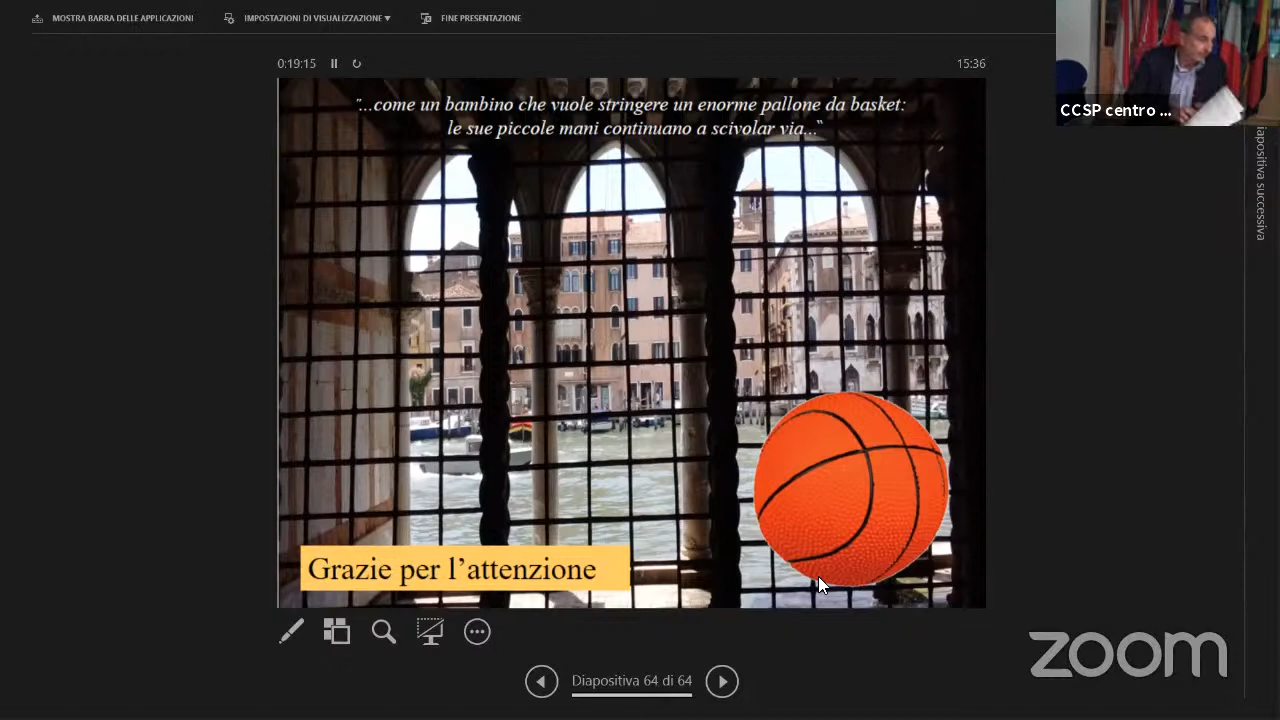 MOSTRA BARRA DELLE APPLICAZIONI
IMPOSTAZIONI DI VISUALIZZAZIONE ▼
FINE PRESENTAZIONE
CCSP centro ...
0:19:15
15:36
"...come un bambino che vuole stringere un enorme pallone da basket:
le sue piccole mani continuano a scivolar via..."
iapositiva successiva
Grazie per l'attenzione
zoom
Diapositiva 64 di 64